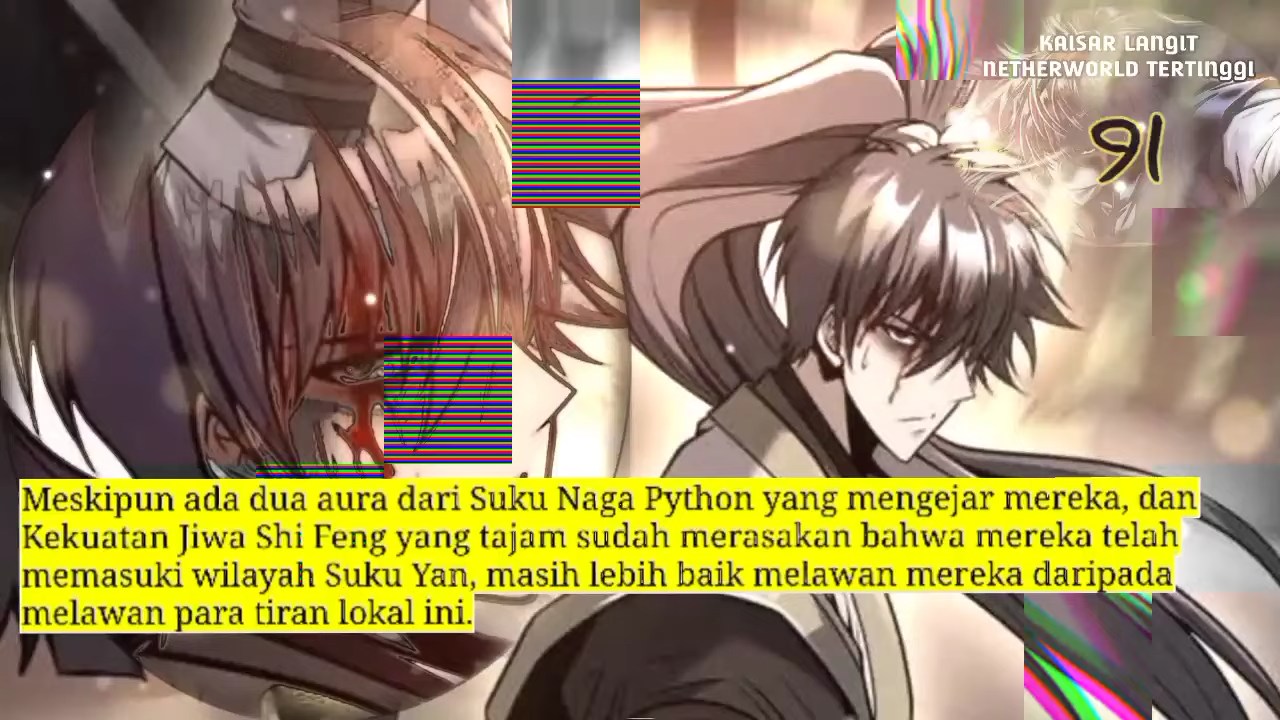 KAISAR LANGIT
NETHERWORLD TERTINGGI
91
Meskipun ada dua aura dari Suku Naga Python yang mengejar mereka, dan
Kekuatan Jiwa Shi Feng yang tajam sudah merasakan bahwa mereka telah
memasuki wilayah Suku Yan, masih lebih baik melawan mereka daripada
melawan para tiran lokal ini.